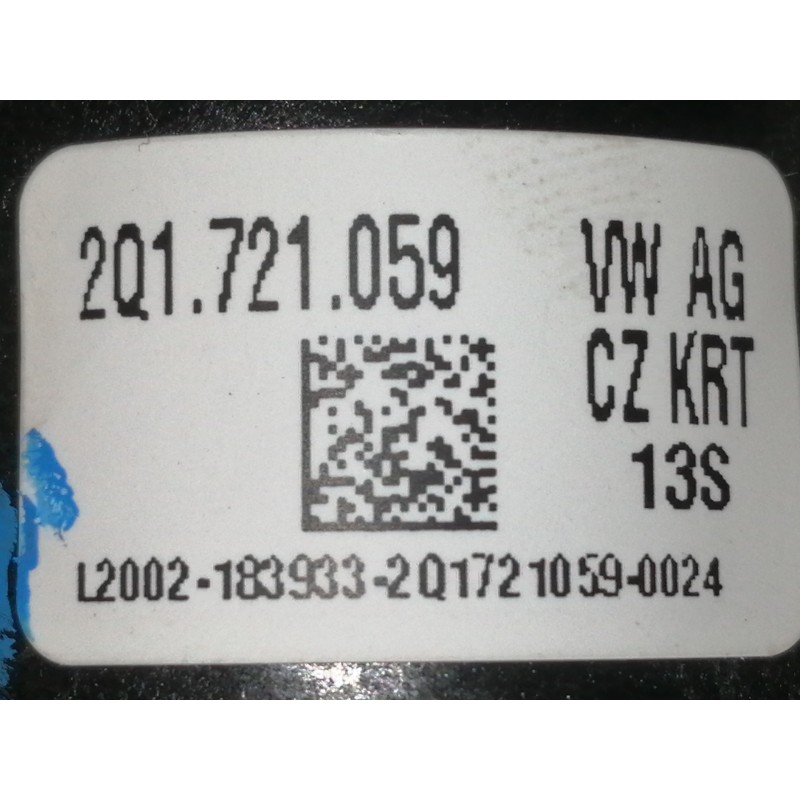 2Q1.721.059 VW AG
CZ KRT
13S
L2002-183933-2Q1721059-0024